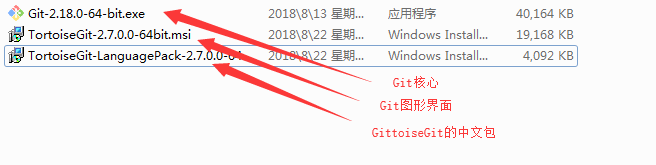 Git-2.18.0-64-bit.exe 2018\8\13 星期... 应用程序 40,164 KB
TortoiseGit-2.7.0.0-64bit.msi 2018\8\22 星期... Windows Install... 19,168 KB
TortoiseGit-LanguagePack-2.7.0.0-64 2018\8\22 星期... Windows Install... 4,092 KB
Git核心
Git图形界面
GittoiseGit的中文包